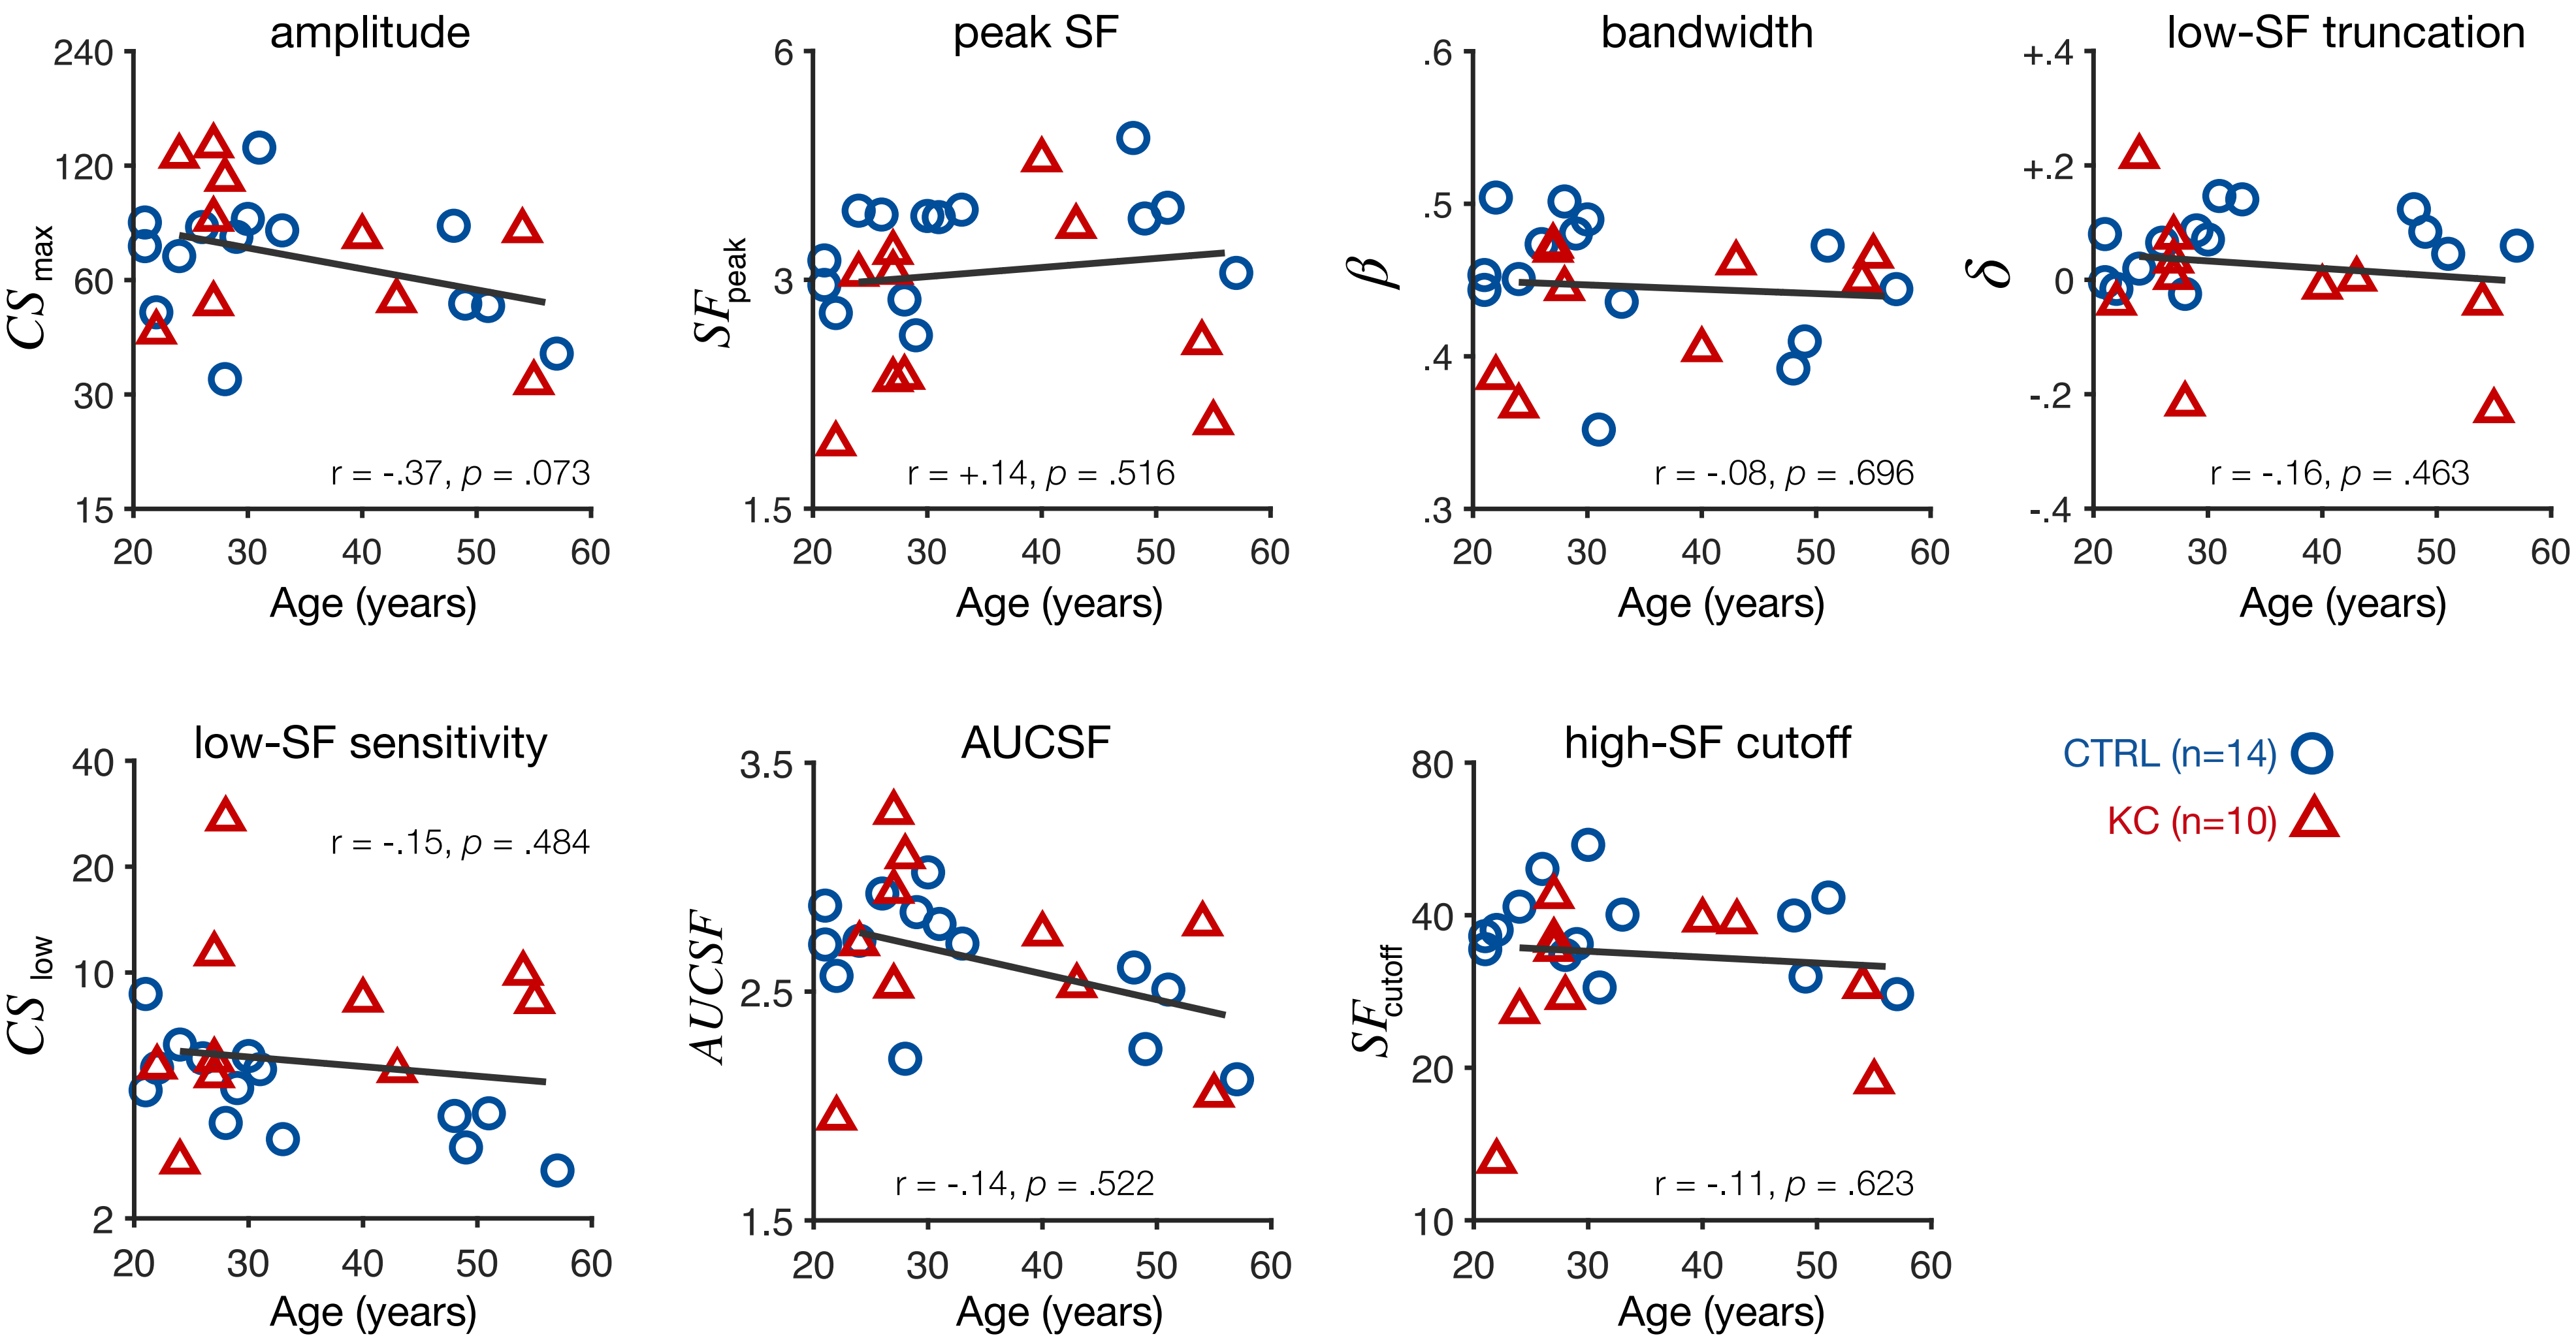 amplitude
240
120
60
30
15
CSmax
r = -.37, p = .073
20 30 40 50 60
Age (years)
peak SF
6
3
1.5
SFpeak
r = +.14, p = .516
20 30 40 50 60
Age (years)
bandwidth
.6
.5
.4
.3
β
r = -.08, p = .696
20 30 40 50 60
Age (years)
low-SF truncation
+.4
+.2
0
-.2
-.4
δ
r = -.16, p = .463
20 30 40 50 60
Age (years)
low-SF sensitivity
40
20
10
2
CS low
r = -.15, p = .484
20 30 40 50 60
Age (years)
AUCSF
3.5
2.5
1.5
AUCSF
r = -.14, p = .522
20 30 40 50 60
Age (years)
high-SF cutoff
80
40
20
10
SFcutoff
r = -.11, p = .623
20 30 40 50 60
Age (years)
CTRL (n=14)
KC (n=10)